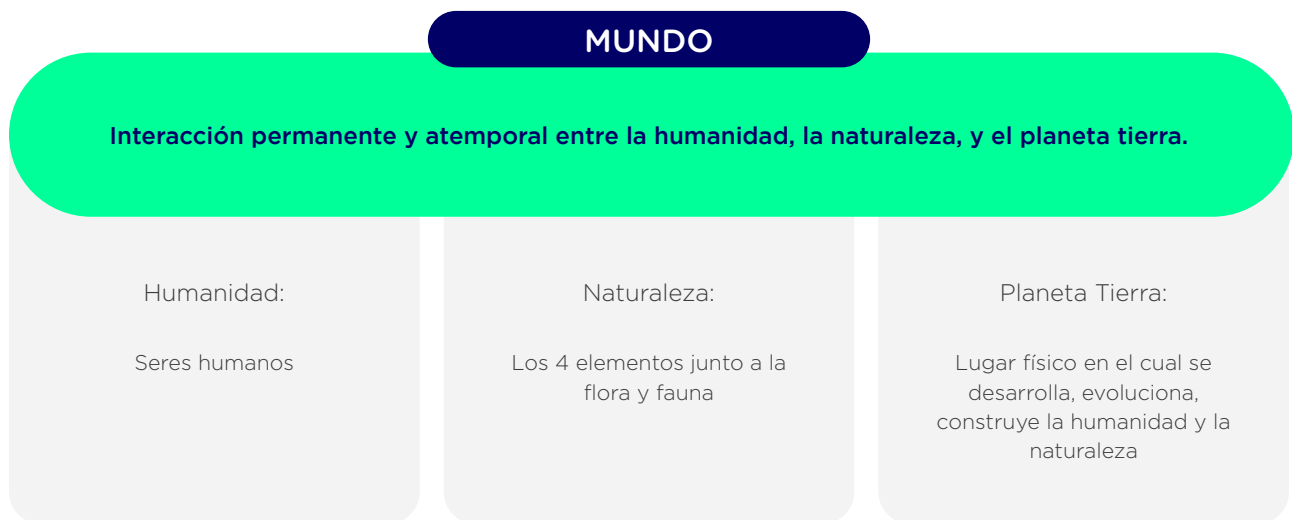 MUNDO
Interacción permanente y atemporal entre la humanidad, la naturaleza, y el planeta tierra.
Humanidad:
Seres humanos
Naturaleza:
Los 4 elementos junto a la
flora y fauna
Planeta Tierra:
Lugar físico en el cual se
desarrolla, evoluciona,
construye la humanidad y la
naturaleza